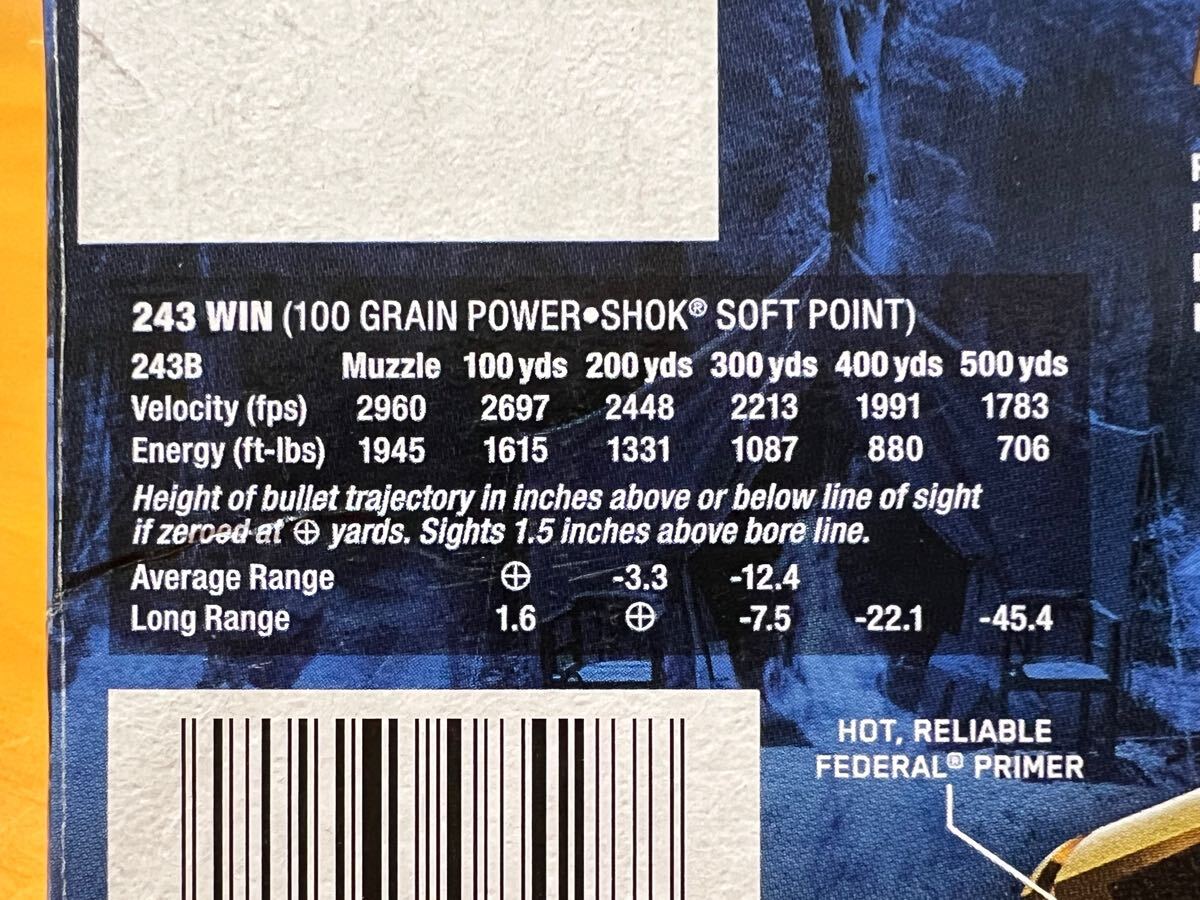 243 WIN (100 GRAIN POWER•SHOK® SOFT POINT)
243B Muzzle 100 yds 200 yds 300 yds 400 yds 500 yds
Velocity (fps) 2960 2697 2448 2213 1991 1783
Energy (ft-lbs) 1945 1615 1331 1087 880 706
Height of bullet trajectory in inches above or below line of sight
if zeroed at ⊕ yards. Sights 1.5 inches above bore line.
Average Range ⊕ -3.3 -12.4
Long Range 1.6 ⊕ -7.5 -22.1 -45.4
HOT, RELIABLE
FEDERAL® PRIMER